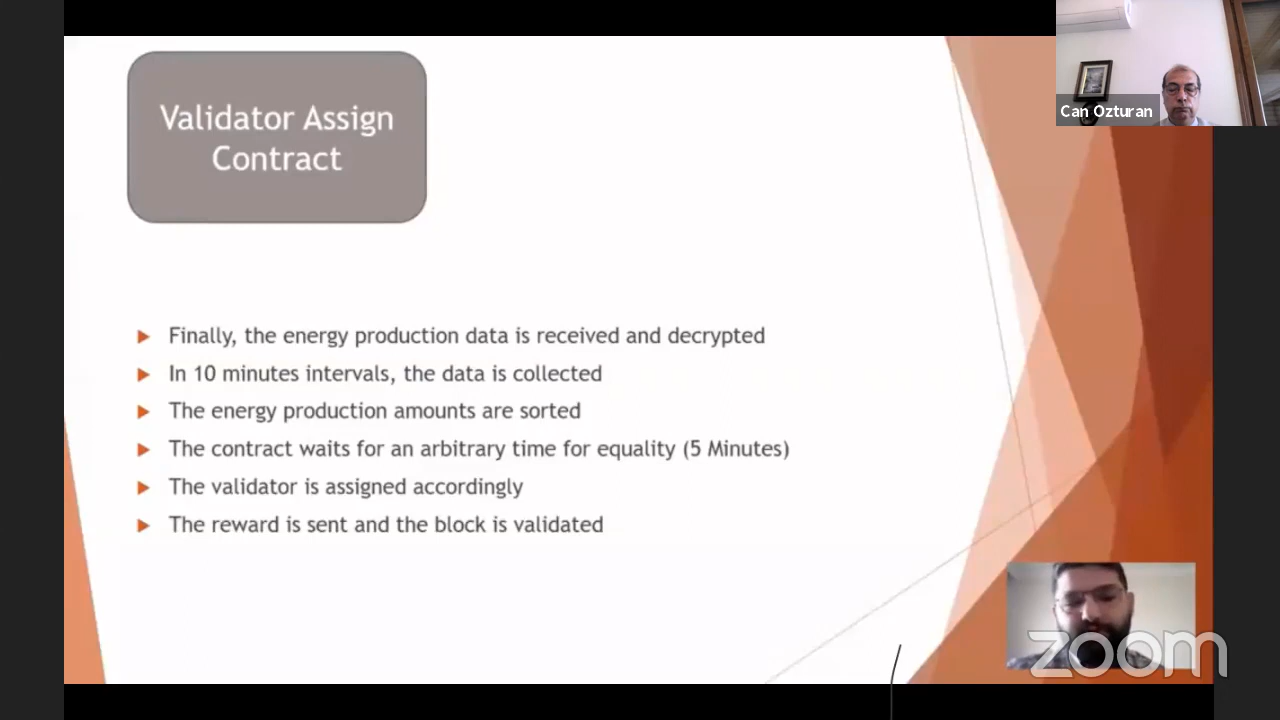 Validator Assign
Contract
Can Ozturan
Finally, the energy production data is received and decrypted
In 10 minutes intervals, the data is collected
The energy production amounts are sorted
The contract waits for an arbitrary time for equality (5 Minutes)
The validator is assigned accordingly
The reward is sent and the block is validated
zoom